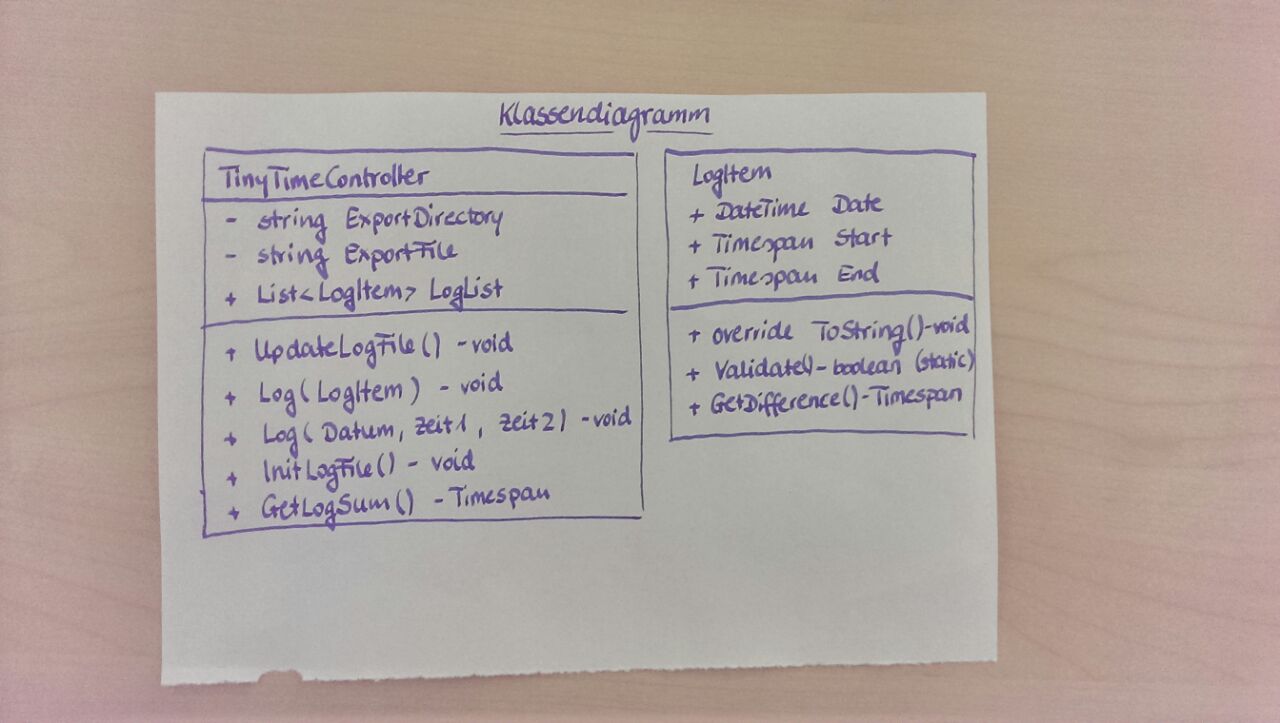 Klassendiagramm
TinyTimeController
- string ExportDirectory
- string ExportFile
+ List<LogItem> LogList
+ UpdateLogFile() - void
+ Log(LogItem) - void
+ Log(Datum, Zeit1, Zeit2) - void
+ InitLogFile() - void
+ GetLogSum() - Timespan
LogItem
+ DateTime Date
+ Timespan Start
+ Timespan End
+ override ToString()-void
+ Validate()-boolean (static)
+ GetDifference()-Timespan